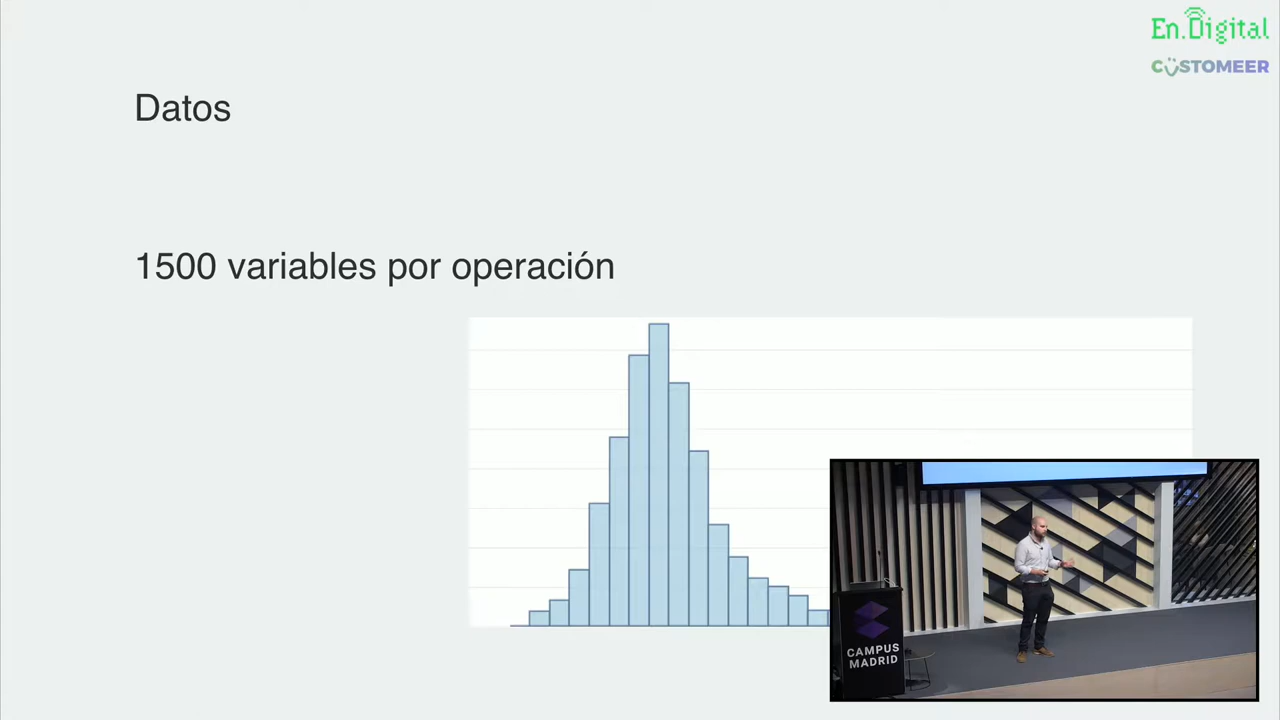 En.Digital
CUSTOMEER
Datos
1500 variables por operación
CAMPUS
MADRID